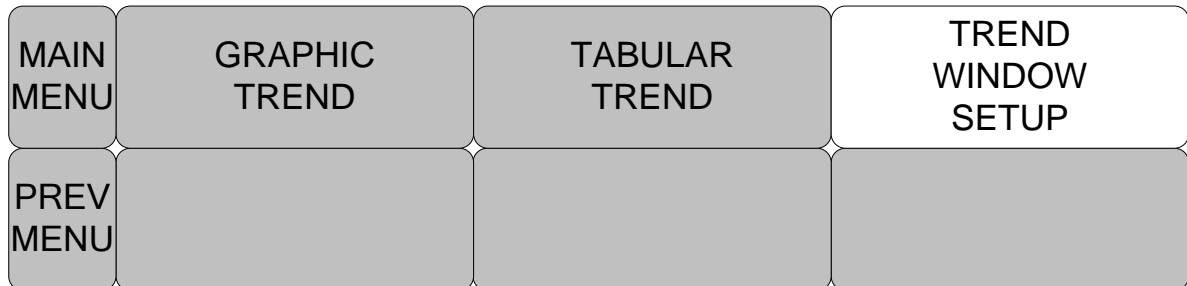 MAIN
MENU
GRAPHIC
TREND
TABULAR
TREND
TREND
WINDOW
SETUP
PREV
MENU